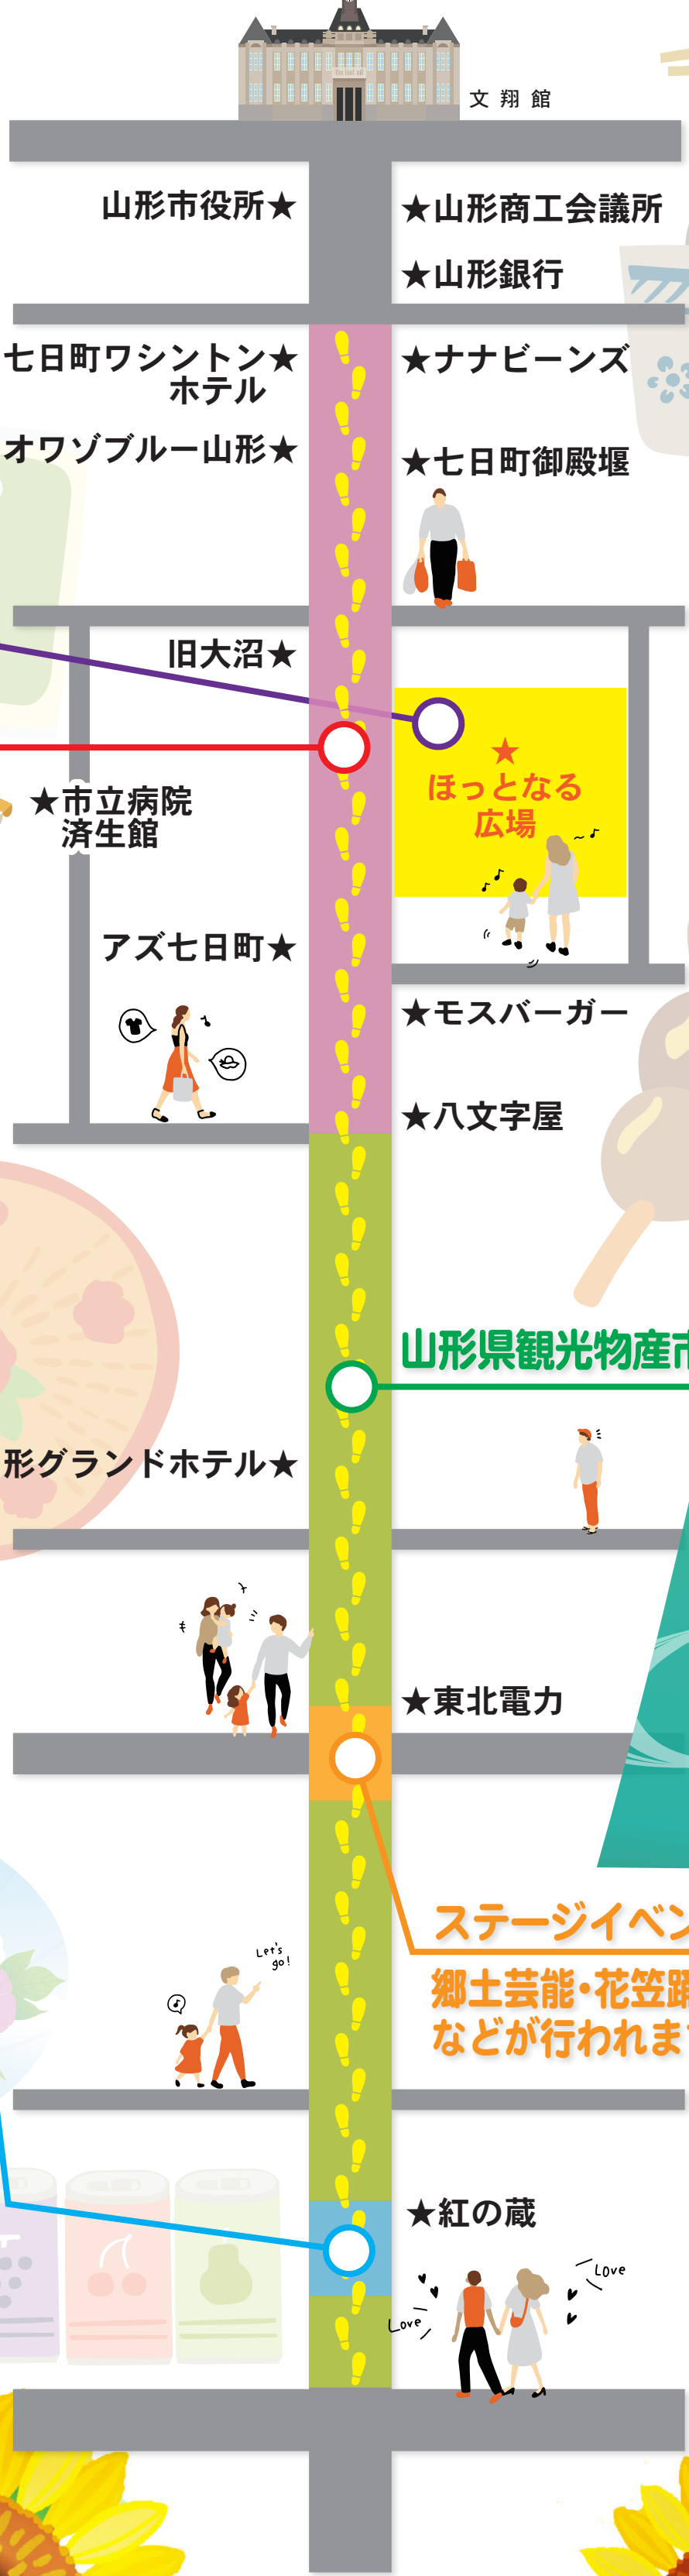 文翔館
山形市役所★
★山形商工会議所
★山形銀行
七日町ワシントン★
ホテル
★ナナビーンズ
オワゾブルー山形★
★七日町御殿堰
旧大沼★
★
ほっとなる
広場
★市立病院
済生館
アズ七日町★
★モスバーガー
★八文字屋
山形県観光物産市
形グランドホテル★
★東北電力
ステージイベン
郷土芸能・花笠踊
などが行われま
Let's
go!
★紅の蔵
Love
Love